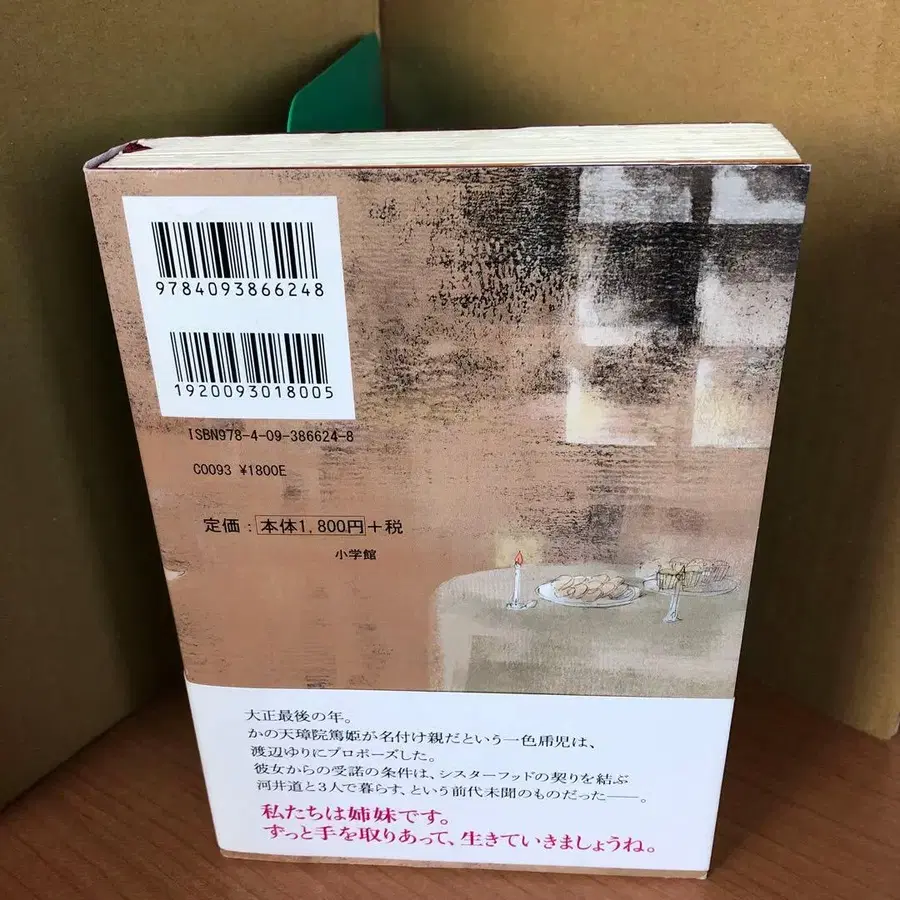 9784093866248
1920093018005
ISBN978-4-09-386624-8
C0093 ¥1800E
定価：本体1,800円＋税
小学館
大正最後の年。
かの天璋院篤姫が名付け親だという一色乕児は、
渡辺ゆりにプロポーズした。
彼女からの受諾の条件は、シスターフッドの契りを結ぶ
河井道と3人で暮らす、という前代未聞のものだった――。
私たちは姉妹です。
ずっと手を取りあって、生きていきましょうね。